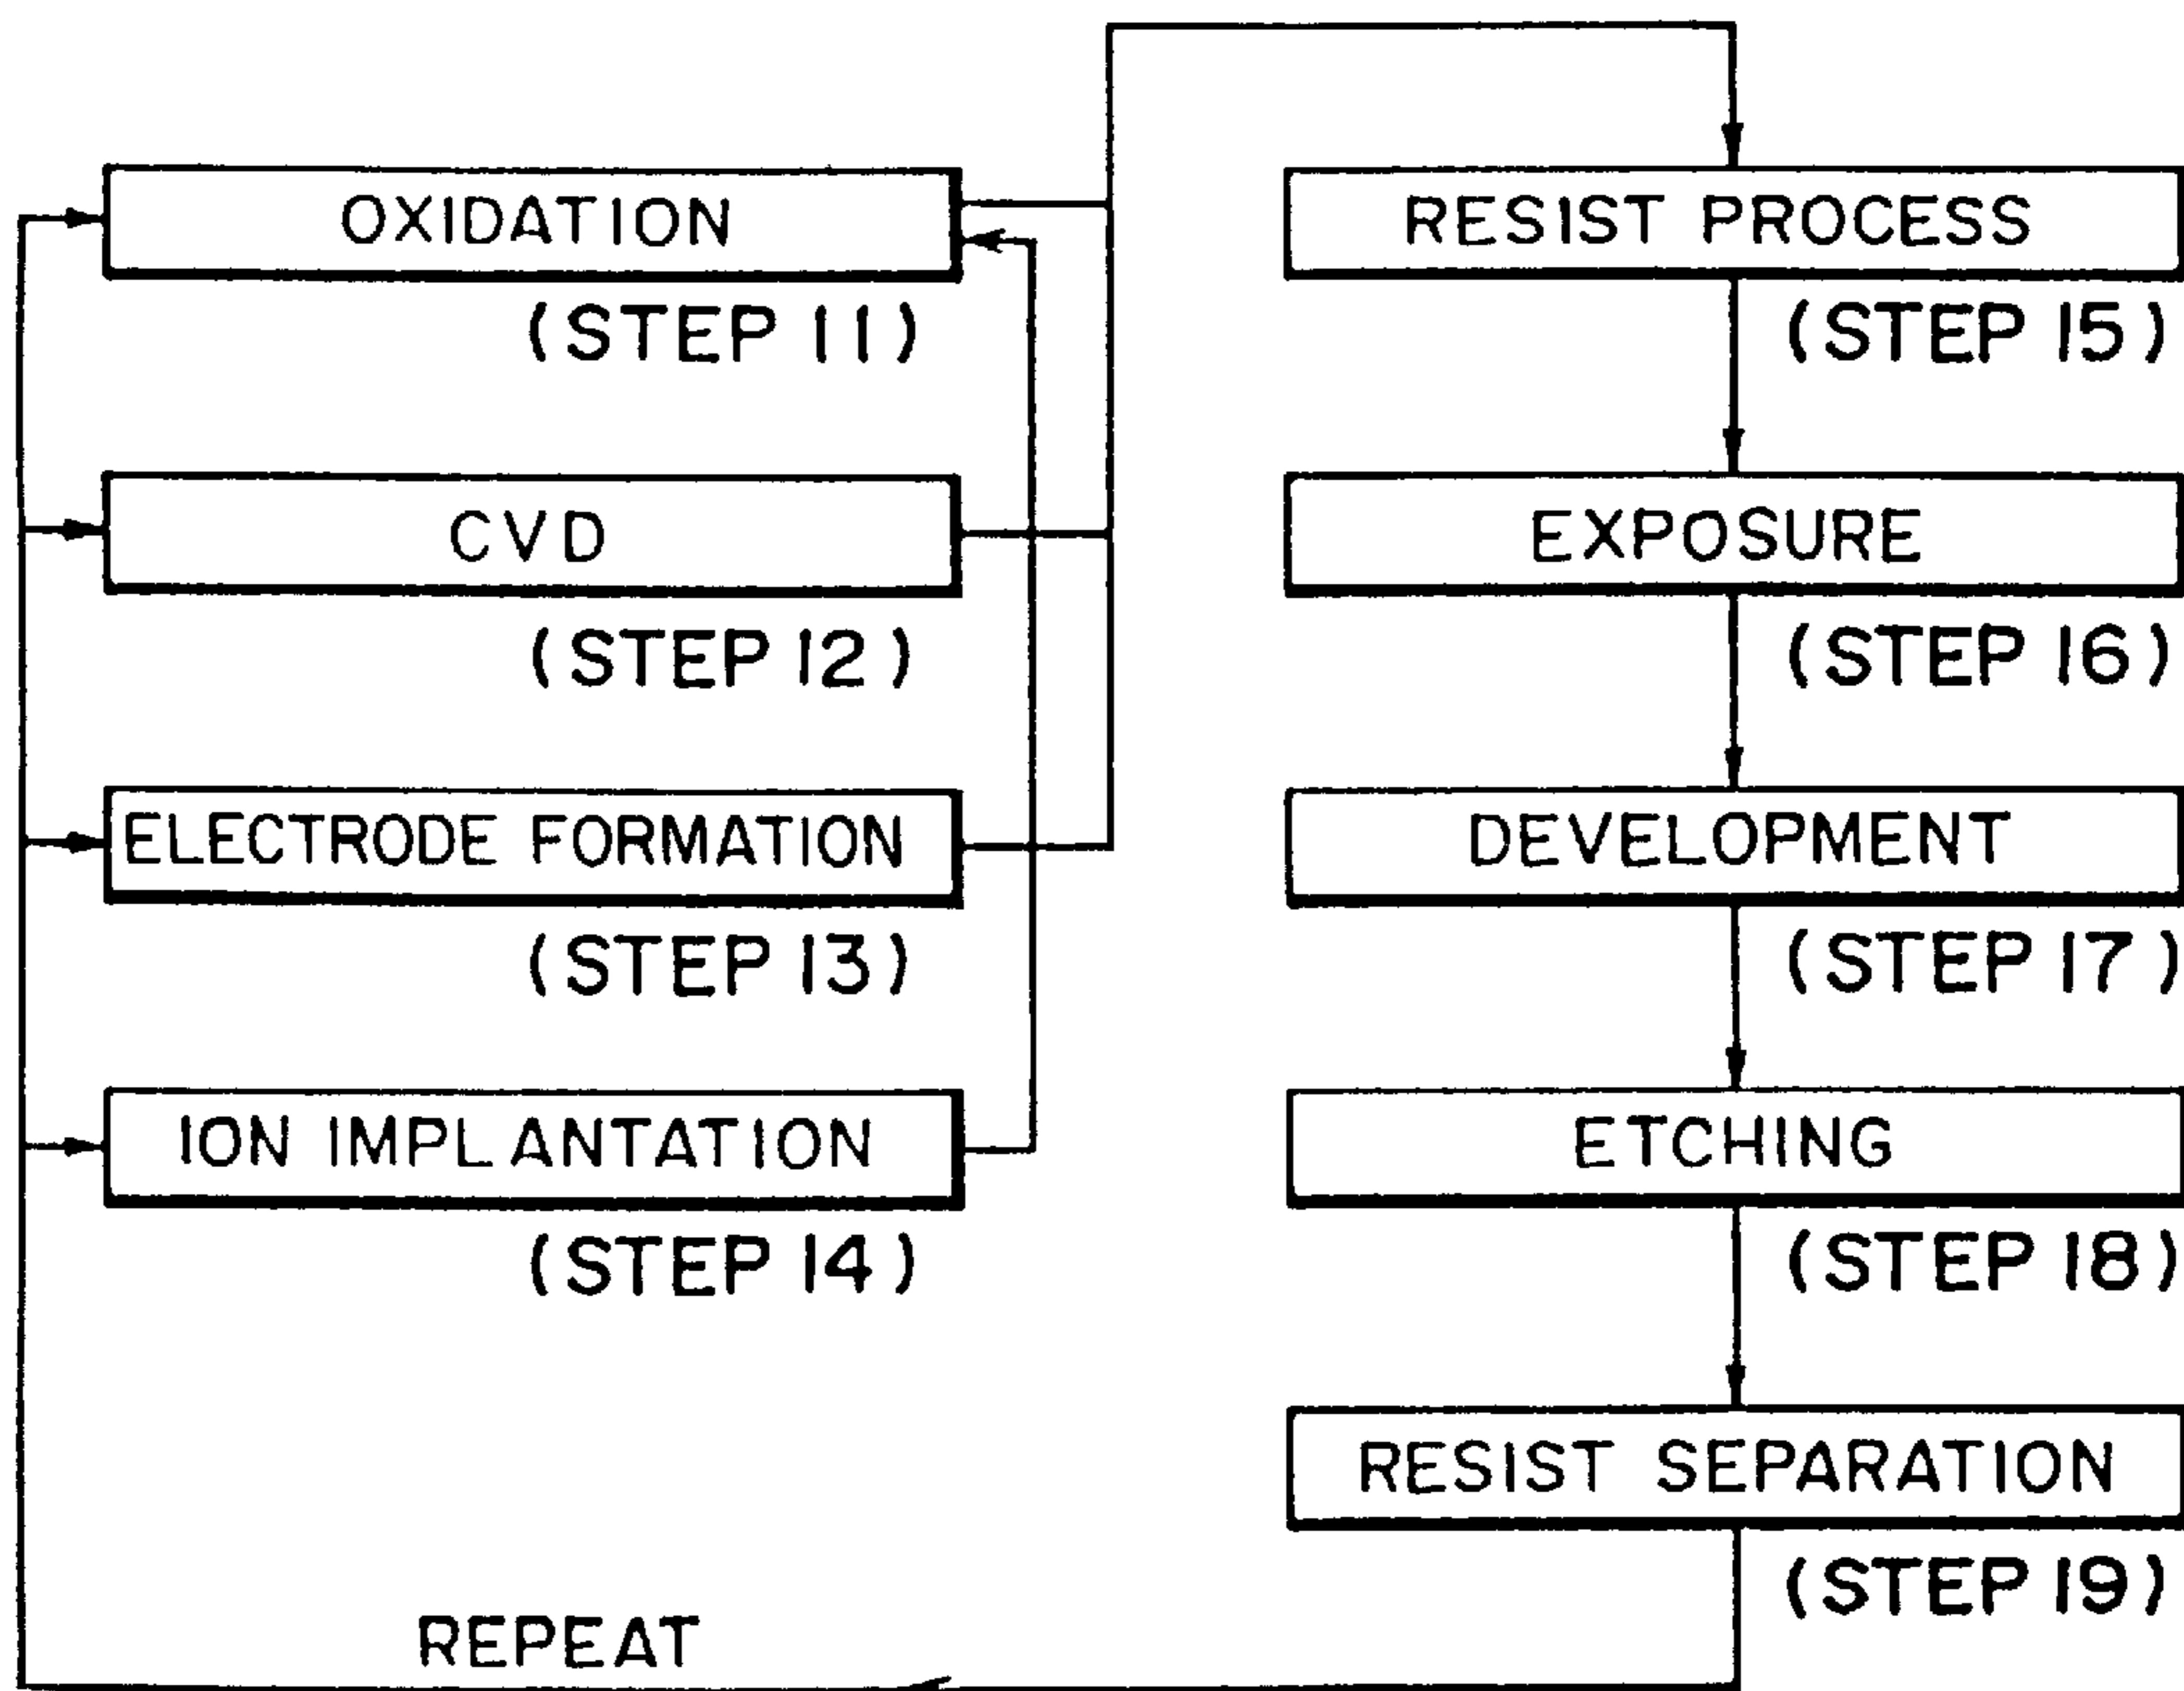 OXIDATION
(STEP 11)
CVD
(STEP 12)
ELECTRODE FORMATION
(STEP 13)
ION IMPLANTATION
(STEP 14)
RESIST PROCESS
(STEP 15)
EXPOSURE
(STEP 16)
DEVELOPMENT
(STEP 17)
ETCHING
(STEP 18)
RESIST SEPARATION
(STEP 19)
REPEAT